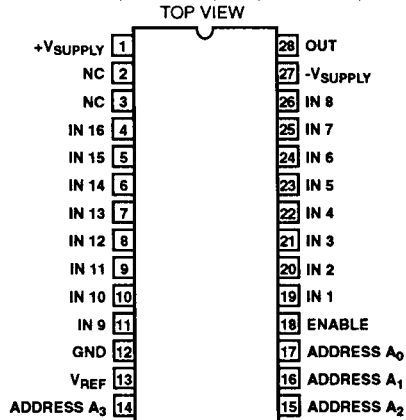 TOP VIEW
+VSUPPLY 1 28 OUT
NC 2 27 -VSUPPLY
NC 3 26 IN 8
IN 16 4 25 IN 7
IN 15 5 24 IN 6
IN 14 6 23 IN 5
IN 13 7 22 IN 4
IN 12 8 21 IN 3
IN 11 9 20 IN 2
IN 10 10 19 IN 1
IN 9 11 18 ENABLE
GND 12 17 ADDRESS A0
VREF 13 16 ADDRESS A1
ADDRESS A3 14 15 ADDRESS A2